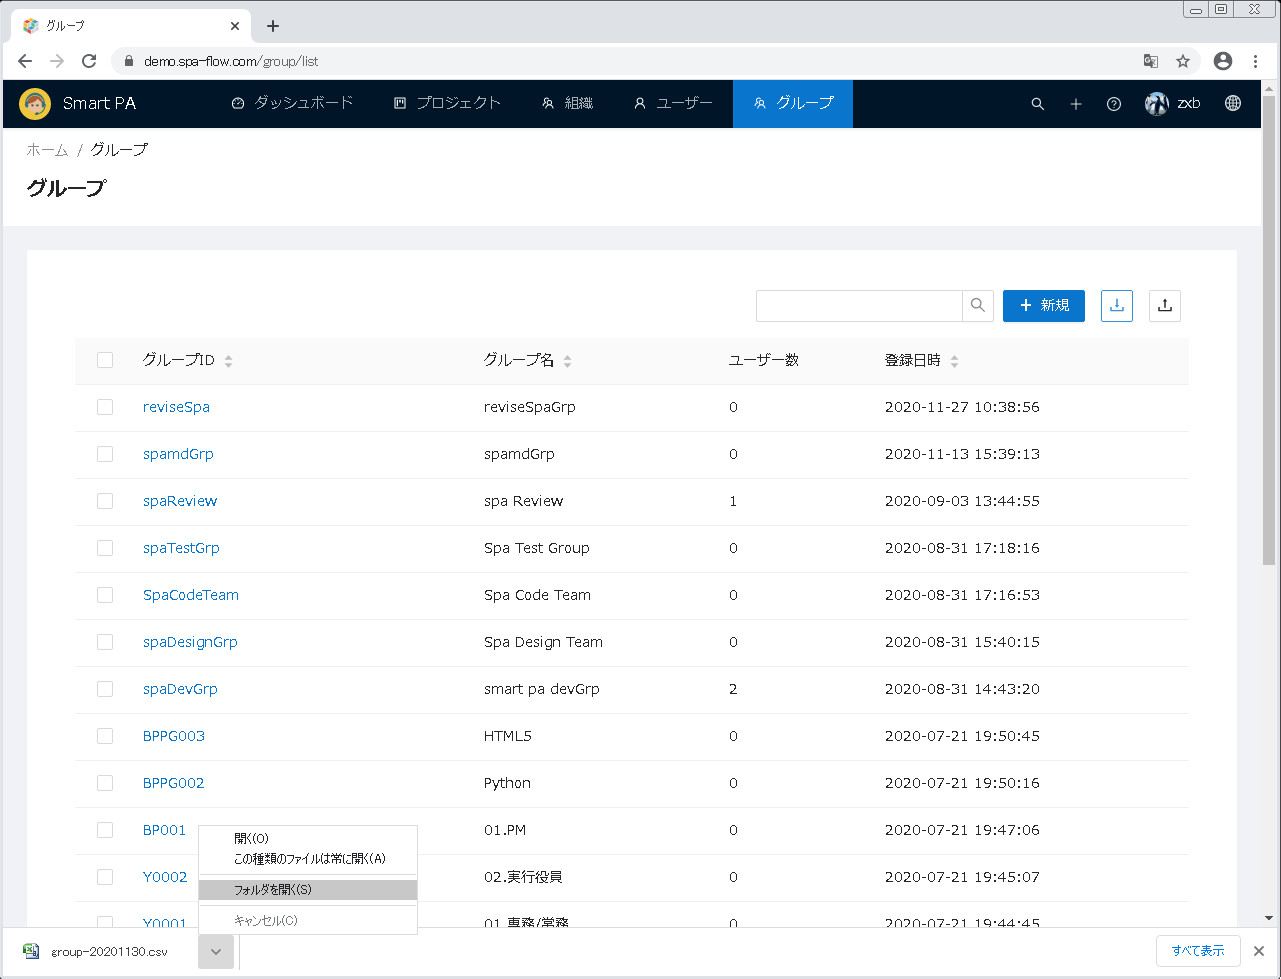 グループ
demo.spa-flow.com/group/list
Smart PA ダッシュボード プロジェクト 組織 ユーザー グループ zxb
ホーム / グループ
グループ
+ 新規
グループID グループ名 ユーザー数 登録日時
reviseSpa reviseSpaGrp 0 2020-11-27 10:38:56
spamdGrp spamdGrp 0 2020-11-13 15:39:13
spaReview spa Review 1 2020-09-03 13:44:55
spaTestGrp Spa Test Group 0 2020-08-31 17:18:16
SpaCodeTeam Spa Code Team 0 2020-08-31 17:16:53
spaDesignGrp Spa Design Team 0 2020-08-31 15:40:15
spaDevGrp smart pa devGrp 2 2020-08-31 14:43:20
BPPG003 HTML5 0 2020-07-21 19:50:45
BPPG002 Python 0 2020-07-21 19:50:16
BP001 01.PM 0 2020-07-21 19:47:06
Y0002 02.実行役員 0 2020-07-21 19:45:07
Y0001 01.専務/常務 0 2020-07-21 19:44:45
開く(O)
この種類のファイルは常に開く(A)
フォルダを開く(S)
キャンセル(C)
group-20201130.csv
すべて表示